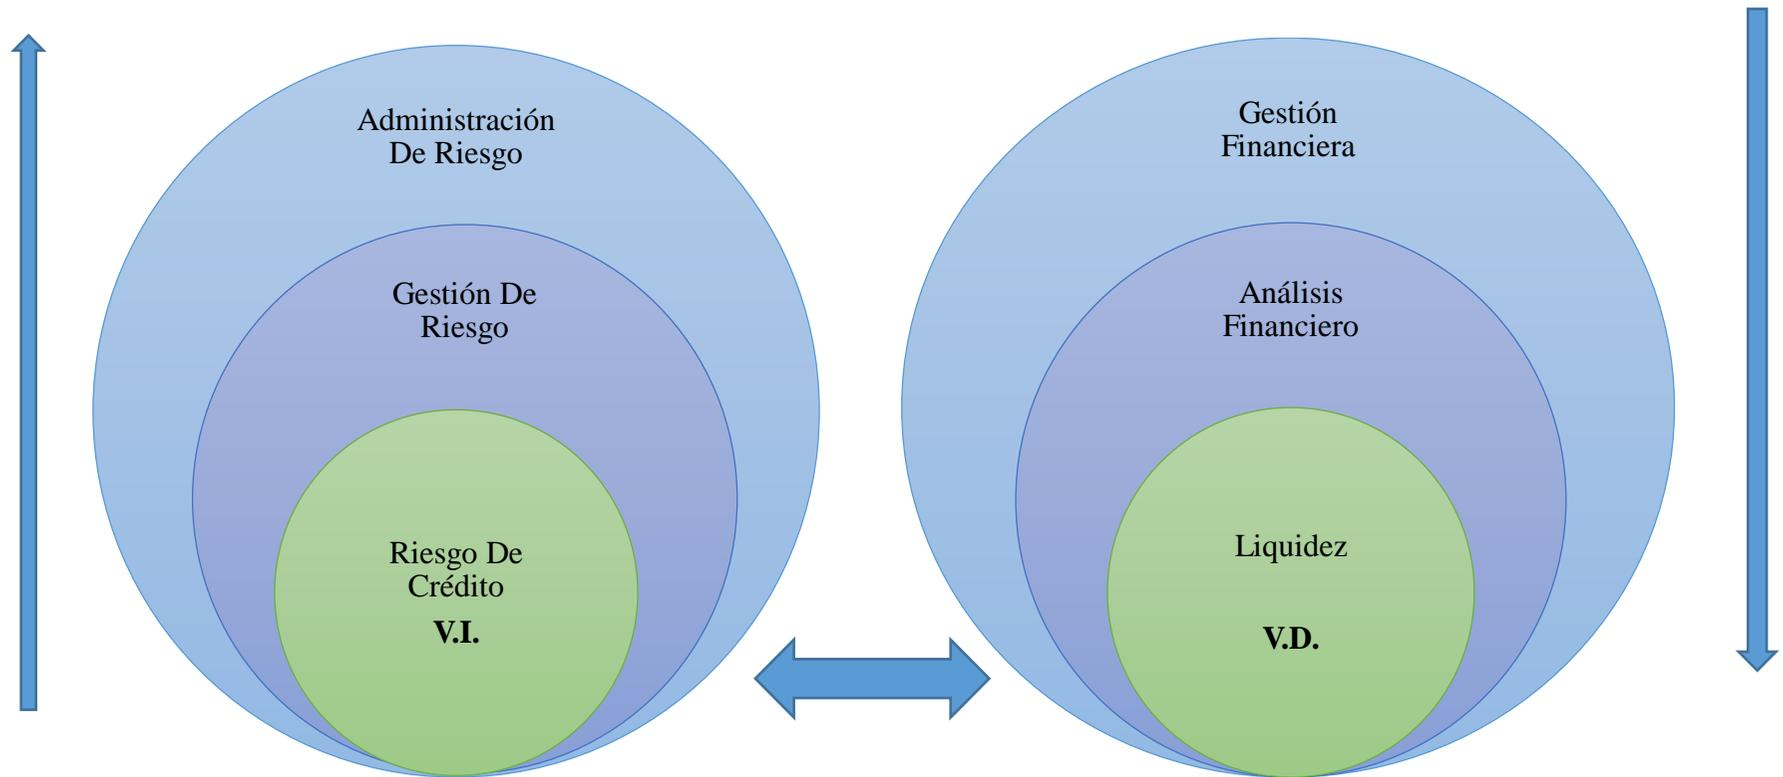 Administración
De Riesgo
Gestión De
Riesgo
Riesgo De
Crédito
V.I.
Gestión
Financiera
Análisis
Financiero
Liquidez
V.D.